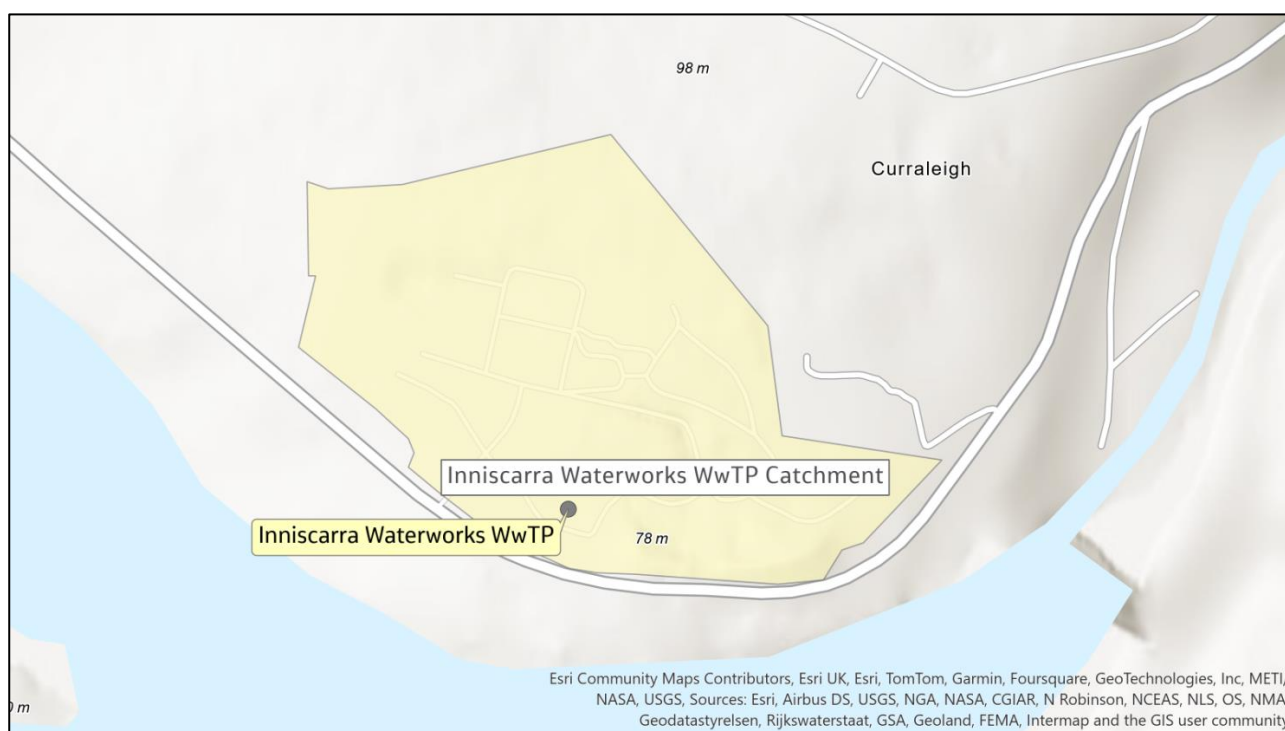 98 m
Curraleigh
Inniscarra Waterworks WwTP Catchment
Inniscarra Waterworks WwTP
78 m
Esri Community Maps Contributors, Esri UK, Esri, TomTom, Garmin, Foursquare, GeoTechnologies, Inc, METI/
NASA, USGS, Sources: Esri, Airbus DS, USGS, NGA, NASA, CGIAR, N Robinson, NCEAS, NLS, OS, NMA,
m
Geodatastyrelsen, Rijkswaterstaat, GSA, Geoland, FEMA, Intermap and the GIS user community